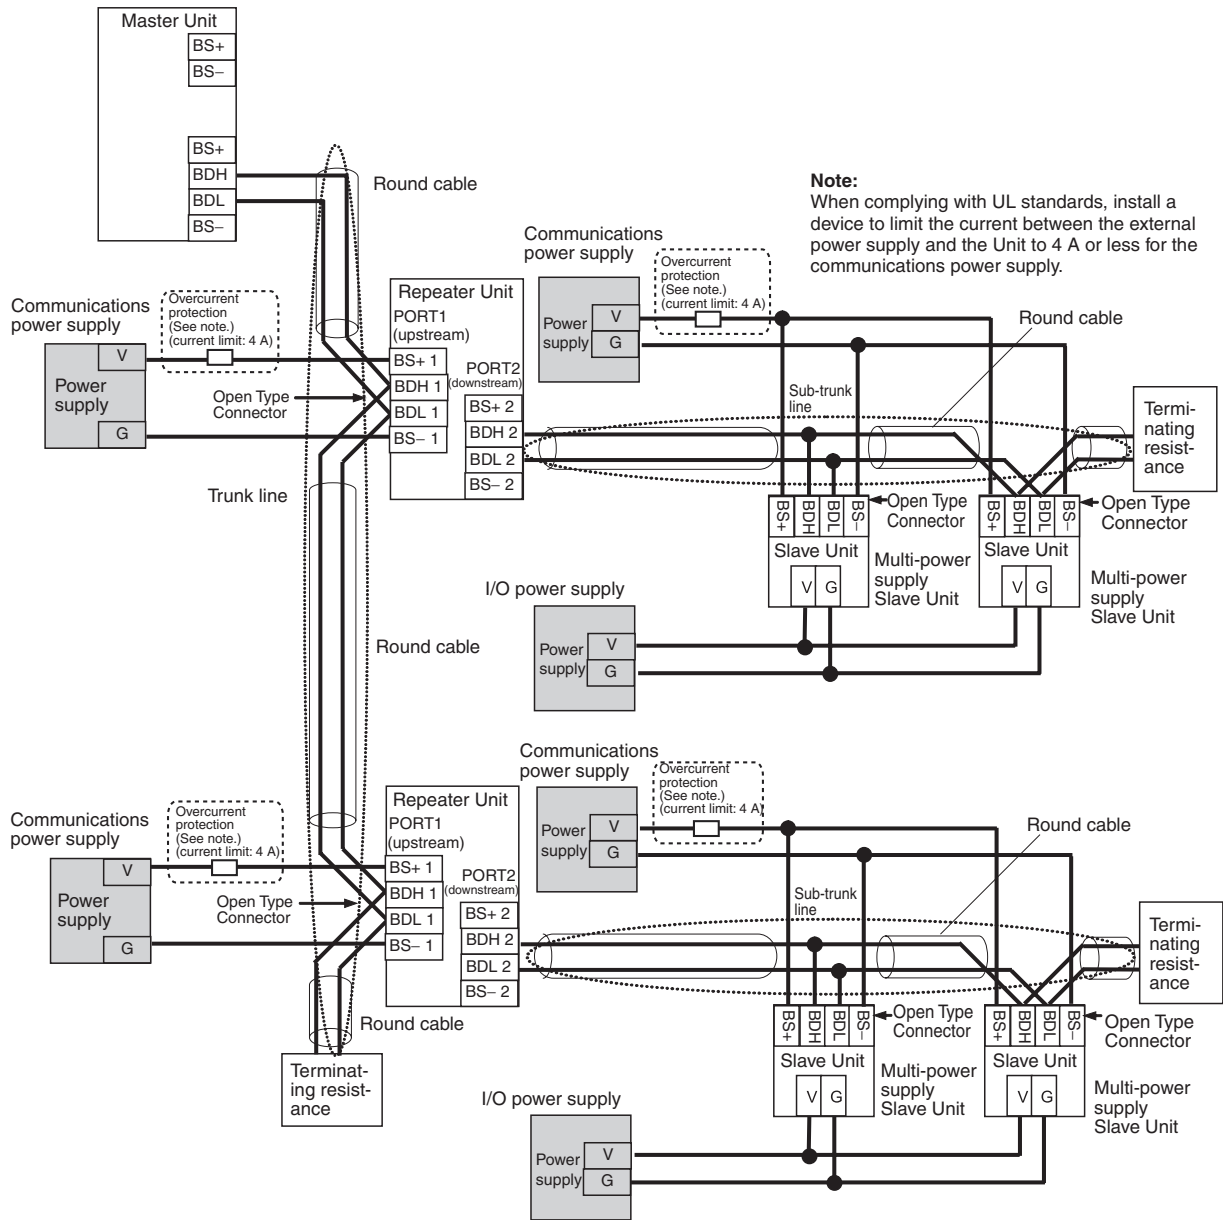 Master Unit
BS+
BS–
BS+
BDH
BDL
BS–
Round cable
Note:
When complying with UL standards, install a
device to limit the current between the external
power supply and the Unit to 4 A or less for the
communications power supply.
Communications
power supply
Power
supply
V
G
Overcurrent
protection
(See note.)
(current limit: 4 A)
Open Type
Connector
Trunk line
Repeater Unit
PORT1
(upstream)
BS+ 1
BDH 1
BDL 1
BS– 1
PORT2
(downstream)
BS+ 2
BDH 2
BDL 2
BS– 2
Communications
power supply
Power
supply
V
G
Overcurrent
protection
(See note.)
(current limit: 4 A)
Round cable
Sub-trunk
line
Termi-
nating
resist-
ance
BS+
BDH
BDL
BS–
Slave Unit
V
G
Open Type
Connector
Multi-power
supply
Slave Unit
BS+
BDH
BDL
BS–
Slave Unit
V
G
Open Type
Connector
Multi-power
supply
Slave Unit
I/O power supply
Power
supply
V
G
Round cable
Communications
power supply
Power
supply
V
G
Overcurrent
protection
(See note.)
(current limit: 4 A)
Open Type
Connector
Repeater Unit
PORT1
(upstream)
BS+ 1
BDH 1
BDL 1
BS– 1
PORT2
(downstream)
BS+ 2
BDH 2
BDL 2
BS– 2
Round cable
Terminat-
ing resist-
ance
Communications
power supply
Power
supply
V
G
Overcurrent
protection
(See note.)
(current limit: 4 A)
Round cable
Sub-trunk
line
Termi-
nating
resist-
ance
BS+
BDH
BDL
BS–
Slave Unit
V
G
Open Type
Connector
Multi-power
supply
Slave Unit
BS+
BDH
BDL
BS–
Slave Unit
V
G
Open Type
Connector
Multi-power
supply
Slave Unit
I/O power supply
Power
supply
V
G